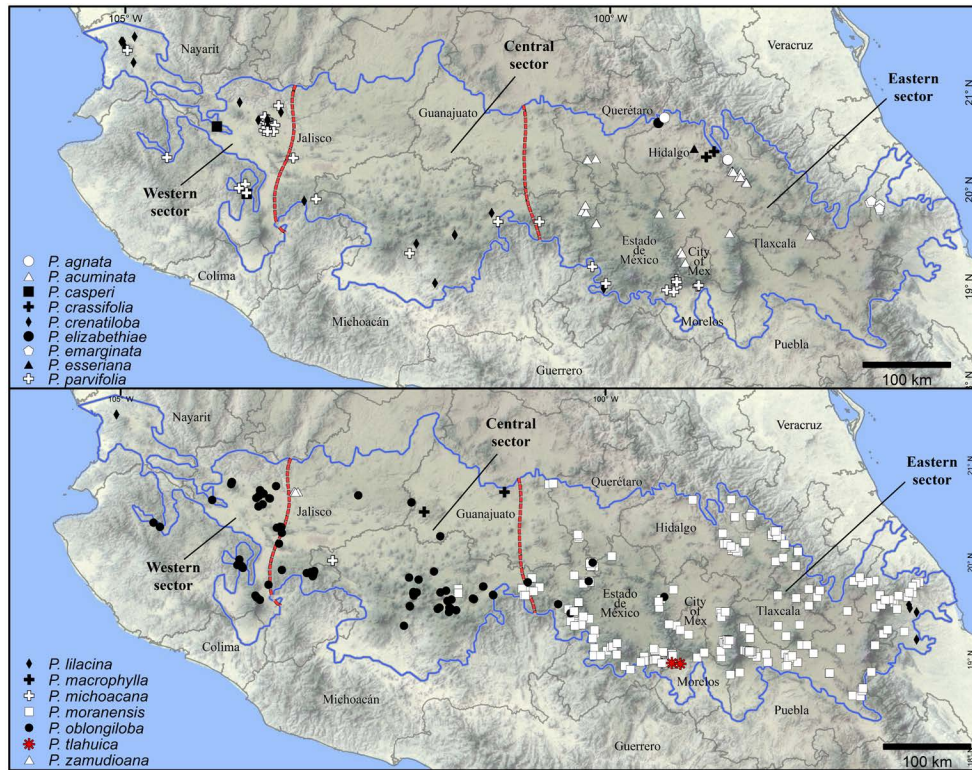 105°W
100° W
Nayarit
Central
sector
Veracruz
Eastern
sector
21°N
Guanajuato
Querétaro
Jalisco
Hidalgo
20°N
Western
sector
Estado
de
México
City
of
Mex
Tlaxcala
19°N
Colima
Michoacán
Morelos
Puebla
Guerrero
P. agnata
P. acuminata
P. casperi
P. crassifolia
P. crenatiloba
P. elizabethiae
P. emarginata
P. esseriana
P. parvifolia
100 km
105° W
100° W
Nayarit
Central
sector
Veracruz
Eastern
sector
21°N
Querétaro
Guanajuato
Jalisco
Hidalgo
20°N
Western
sector
Estado
de
México
City
of
Mex
Tlaxcala
19°N
Colima
Morelos
Michoacán
Puebla
Guerrero
P. lilacina
P. macrophylla
P. michoacana
P. moranensis
P. oblongiloba
P. tlahuica
P. zamudioana
100 km